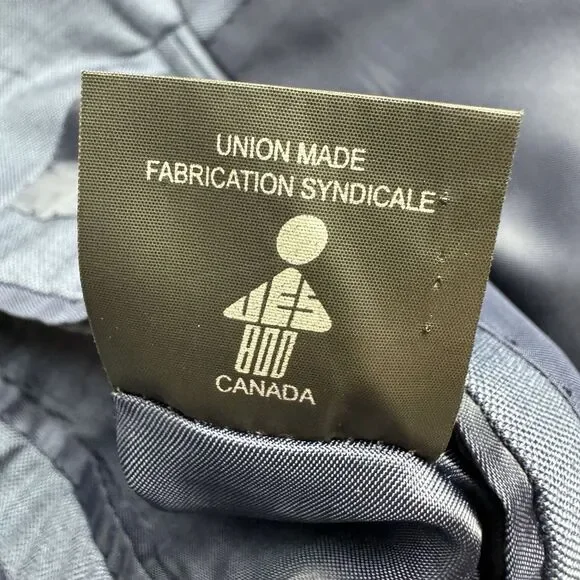 UNION MADE
FABRICATION SYNDICALE
UES
800
CANADA